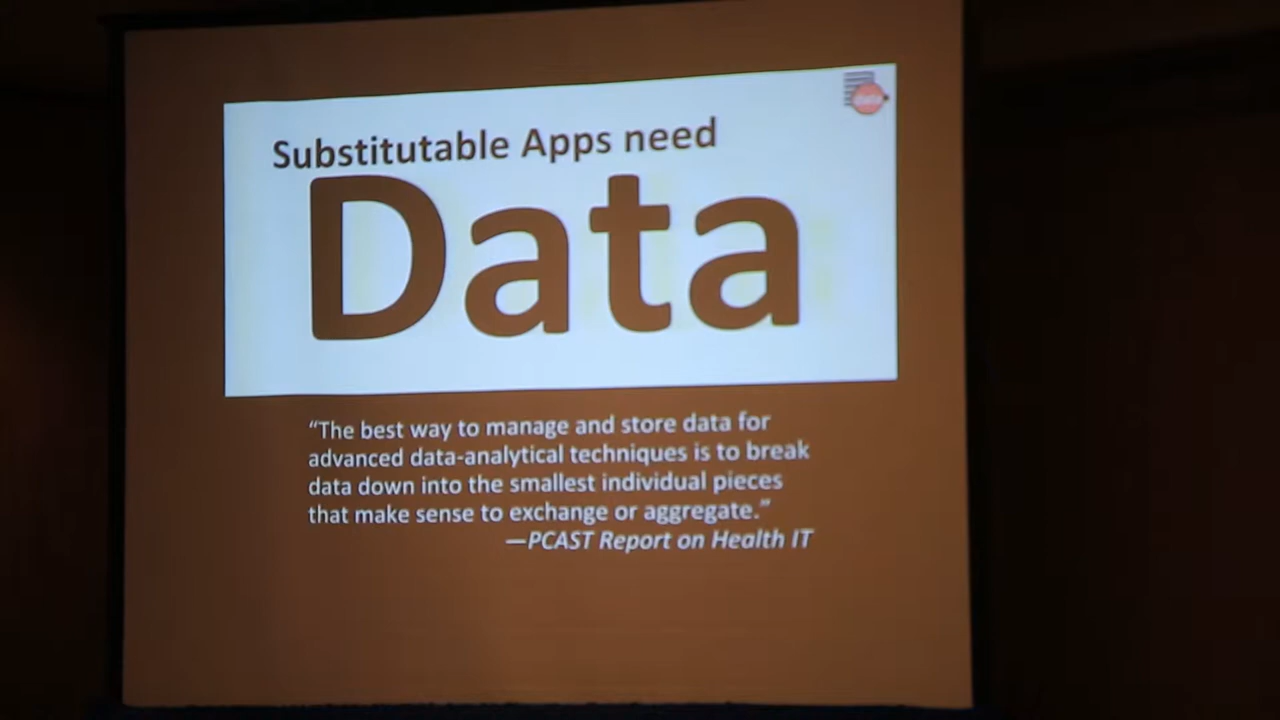 Substitutable Apps need
Data
“The best way to manage and store data for
advanced data-analytical techniques is to break
data down into the smallest individual pieces
that make sense to exchange or aggregate.”
—PCAST Report on Health IT